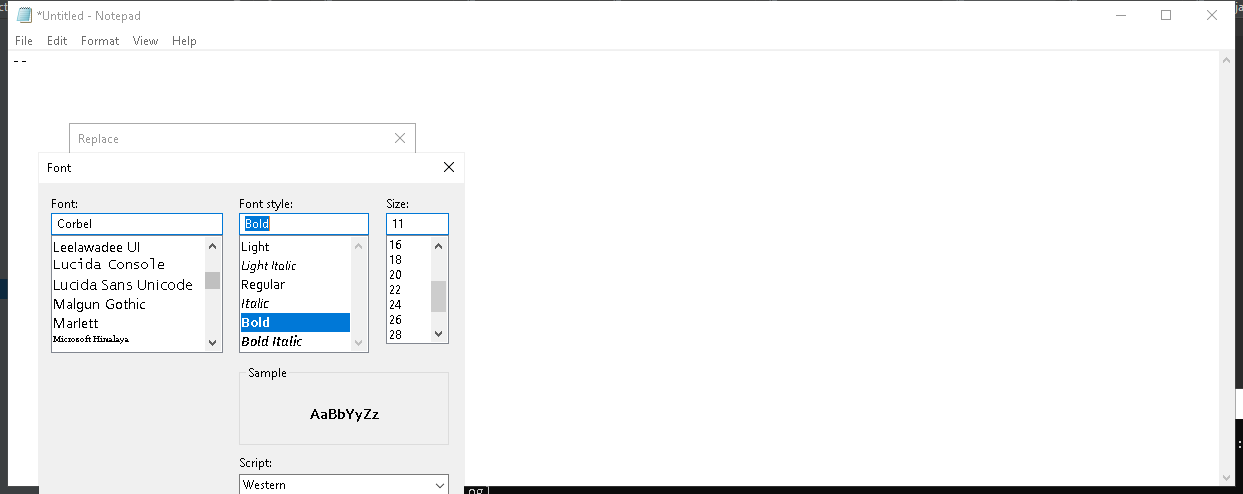 *Untitled - Notepad
File Edit Format View Help
--
Replace
Font
Font: Font style: Size:
Corbel Bold 11
Leelawadee UI
Lucida Console
Lucida Sans Unicode
Malgun Gothic
Marlett
Microsoft Himalaya
Light
Light Italic
Regular
Italic
Bold
Bold Italic
16
18
20
22
24
26
28
Sample
AaBbYyZz
Script:
Western